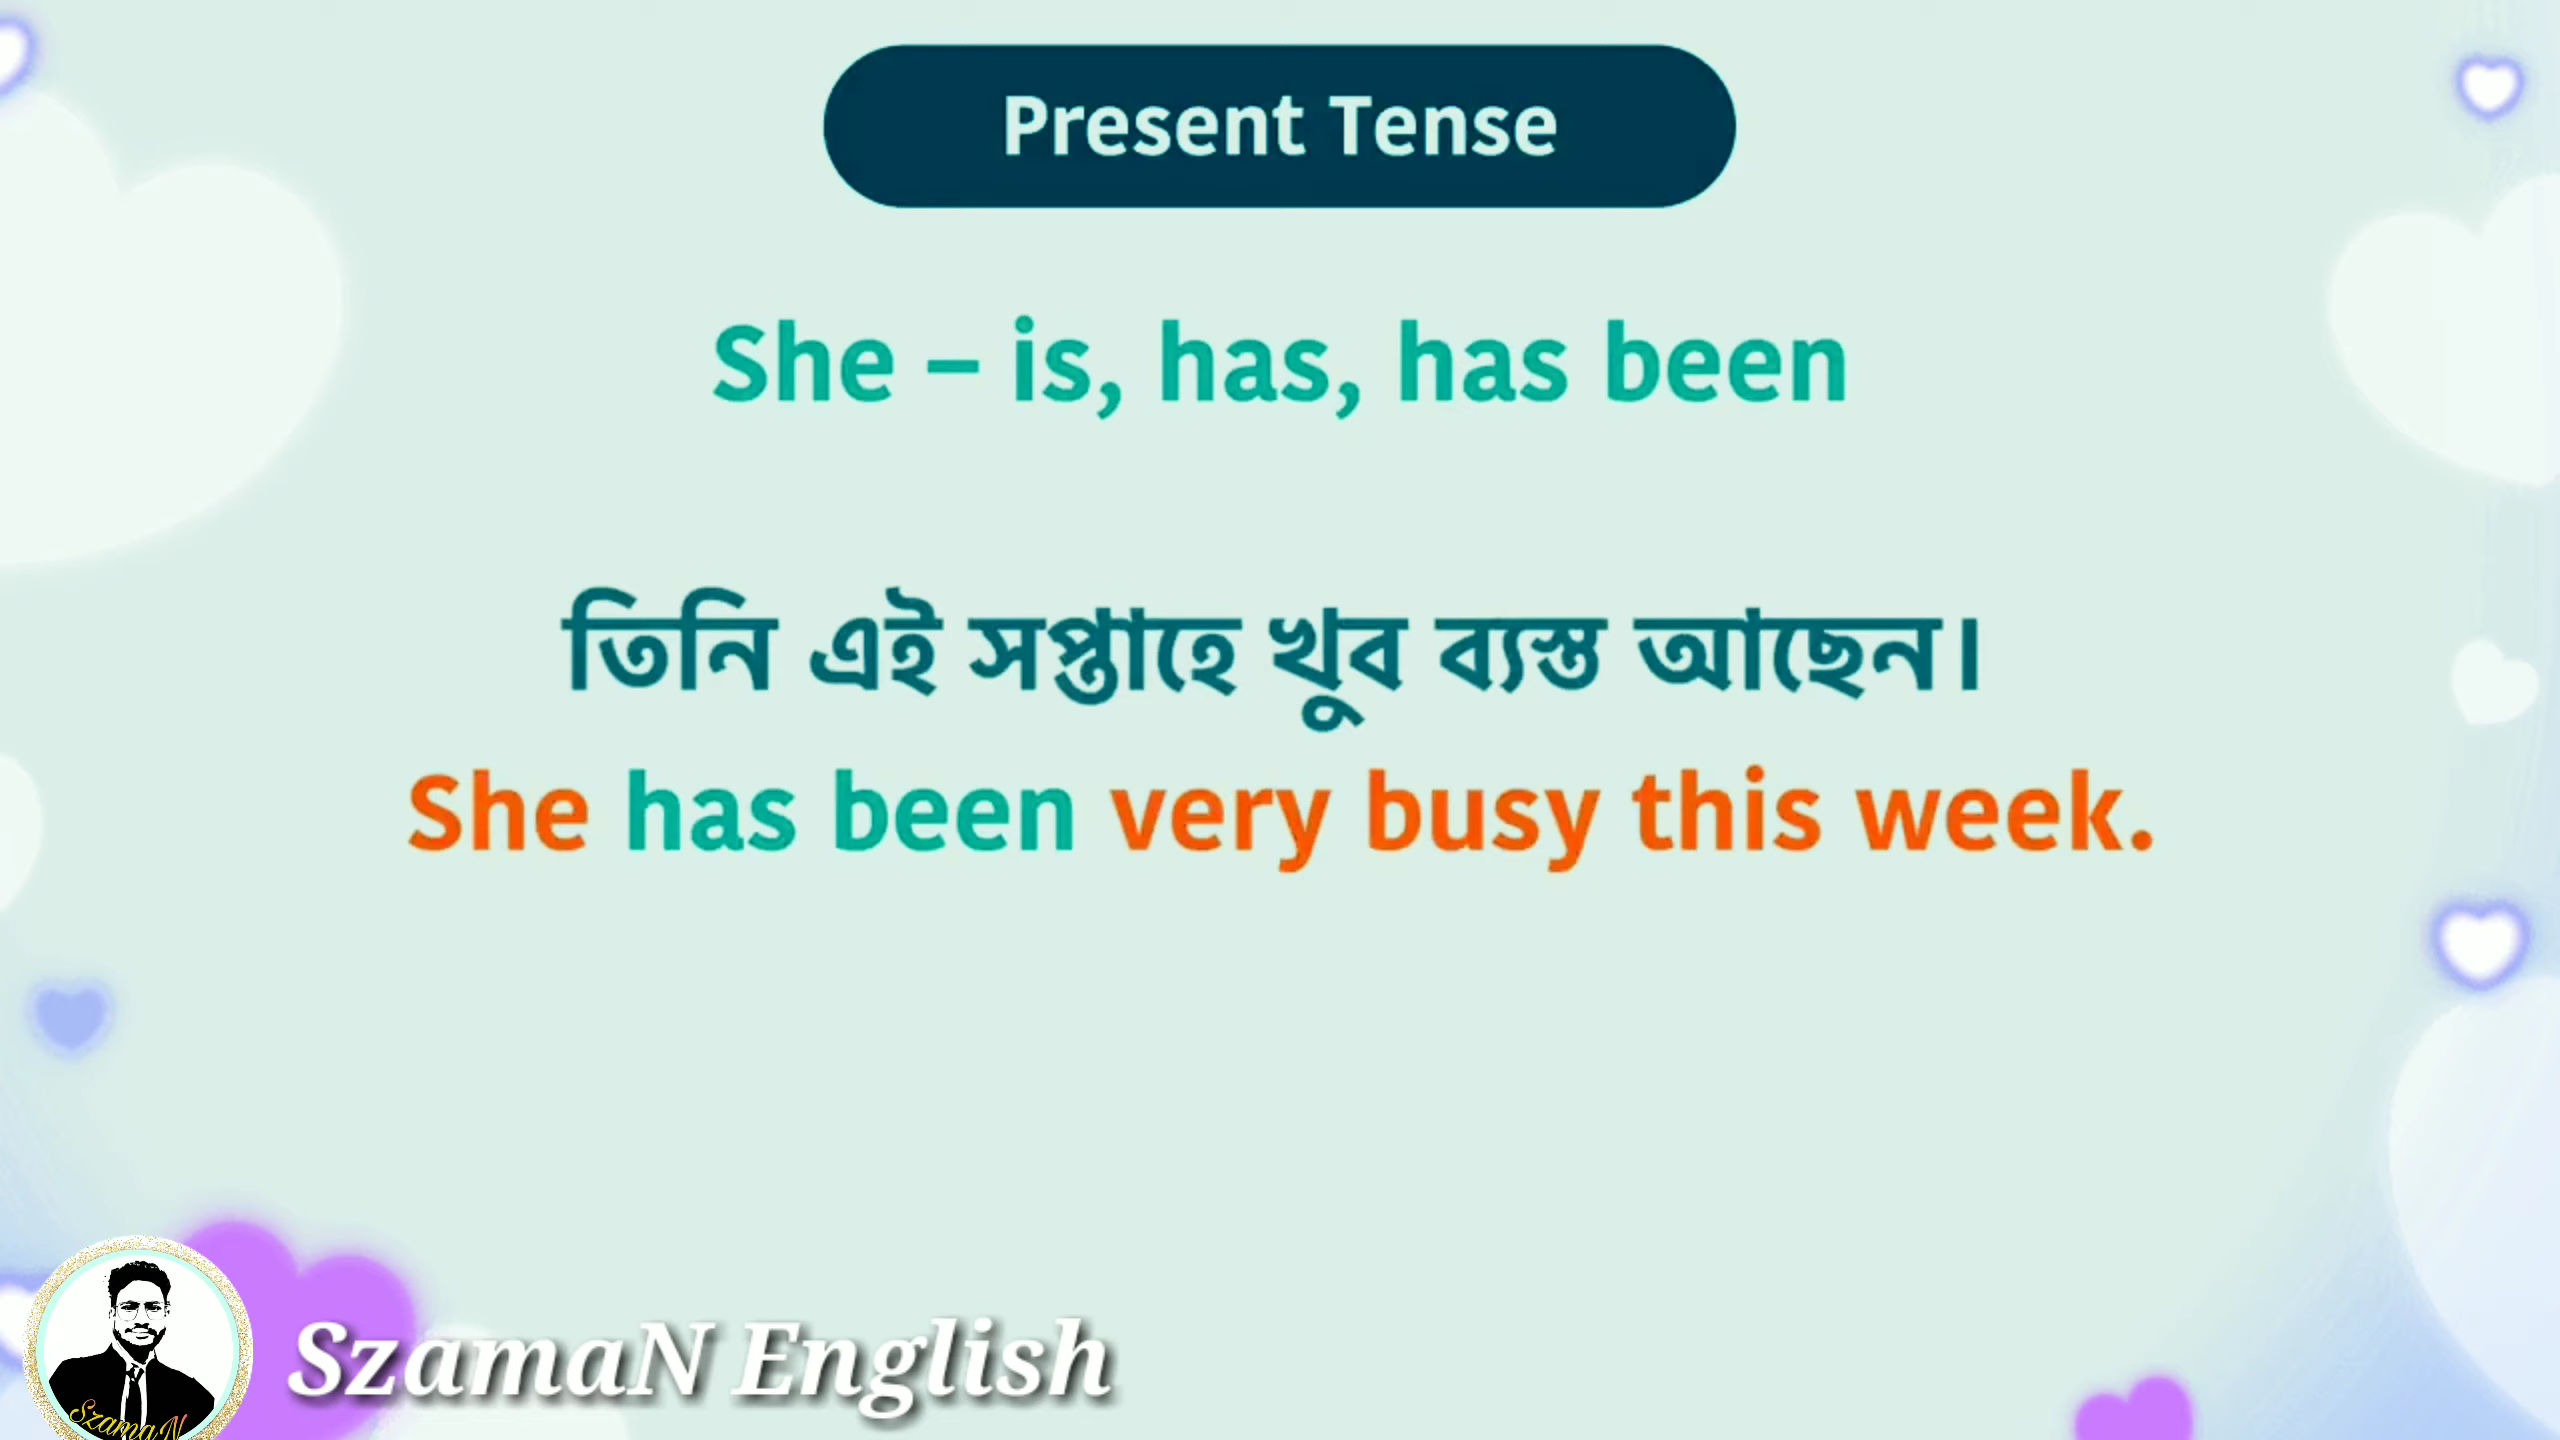 Present Tense
She – is, has, has been
তিনি এই সপ্তাহে খুব ব্যস্ত আছেন।
She has been very busy this week.
SzamaN English
SzamaN